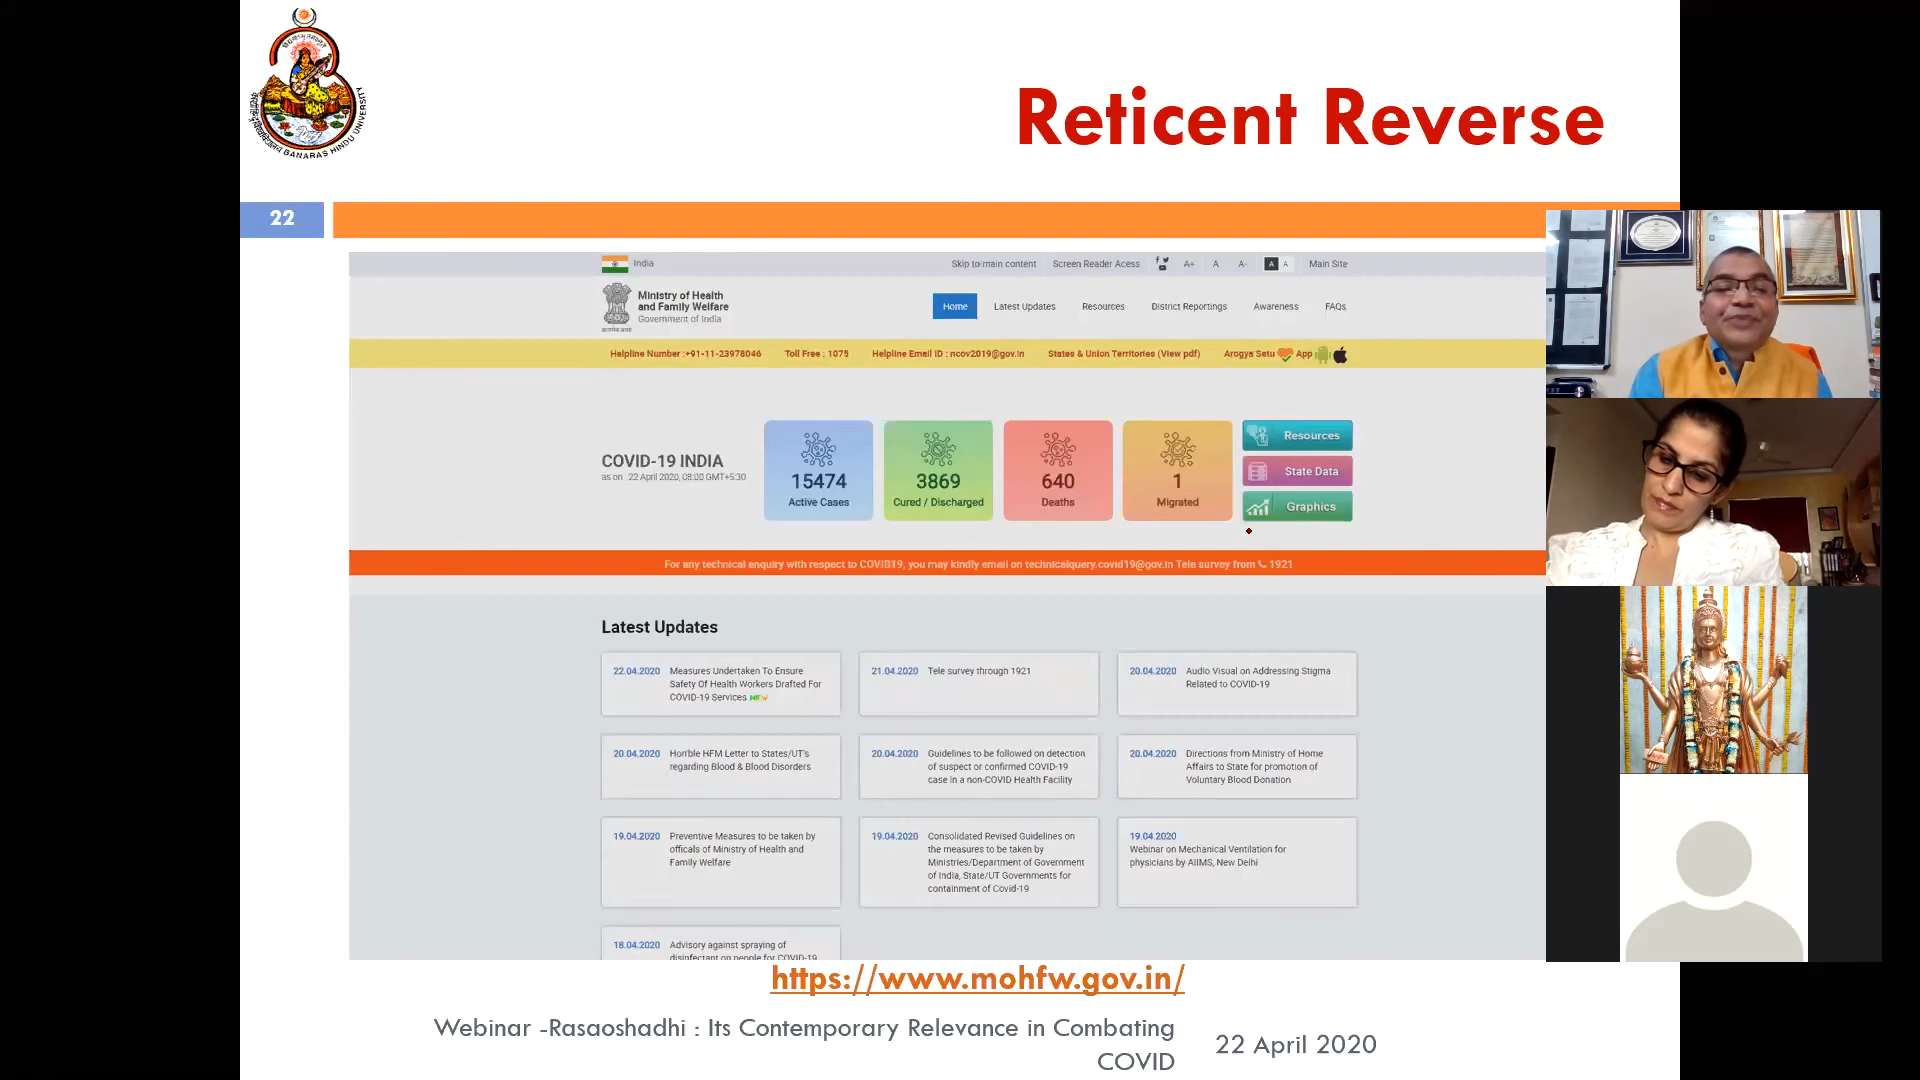 BANARAS HINDU UNIVERSITY
Reticent Reverse
22
India
Skip to main content Screen Reader Acess A+ A A- A A Main Site
Ministry of Health
and Family Welfare
Government of India
Home Latest Updates Resources District Reportings Awareness FAQs
Helpline Number :+91-11-23978046 Toll Free : 1075 Helpline Email ID : ncov2019@gov.in States & Union Territories (View pdf) Arogya Setu App
COVID-19 INDIA
as on 22 April 2020, 08:00 GMT+5:30
15474
Active Cases
3869
Cured / Discharged
640
Deaths
1
Migrated
Resources
State Data
Graphics
For any technical enquiry with respect to COVID19, you may kindly email on technicalquery.covid19@gov.in Tele survey from 1921
Latest Updates
22.04.2020 Measures Undertaken To Ensure
Safety Of Health Workers Drafted For
COVID-19 Services NEW
21.04.2020 Tele survey through 1921
20.04.2020 Audio Visual on Addressing Stigma
Related to COVID-19
20.04.2020 Hon'ble HFM Letter to States/UT's
regarding Blood & Blood Disorders
20.04.2020 Guidelines to be followed on detection
of suspect or confirmed COVID-19
case in a non-COVID Health Facility
20.04.2020 Directions from Ministry of Home
Affairs to State for promotion of
Voluntary Blood Donation
19.04.2020 Preventive Measures to be taken by
officals of Ministry of Health and
Family Welfare
19.04.2020 Consolidated Revised Guidelines on
the measures to be taken by
Ministries/Department of Government
of India, State/UT Governments for
containment of Covid-19
19.04.2020
Webinar on Mechanical Ventilation for
physicians by AIIMS, New Delhi
18.04.2020 Advisory against spraying of
disinfectant on people for COVID-19
https://www.mohfw.gov.in/
Webinar -Rasaoshadhi : Its Contemporary Relevance in Combating
COVID
22 April 2020